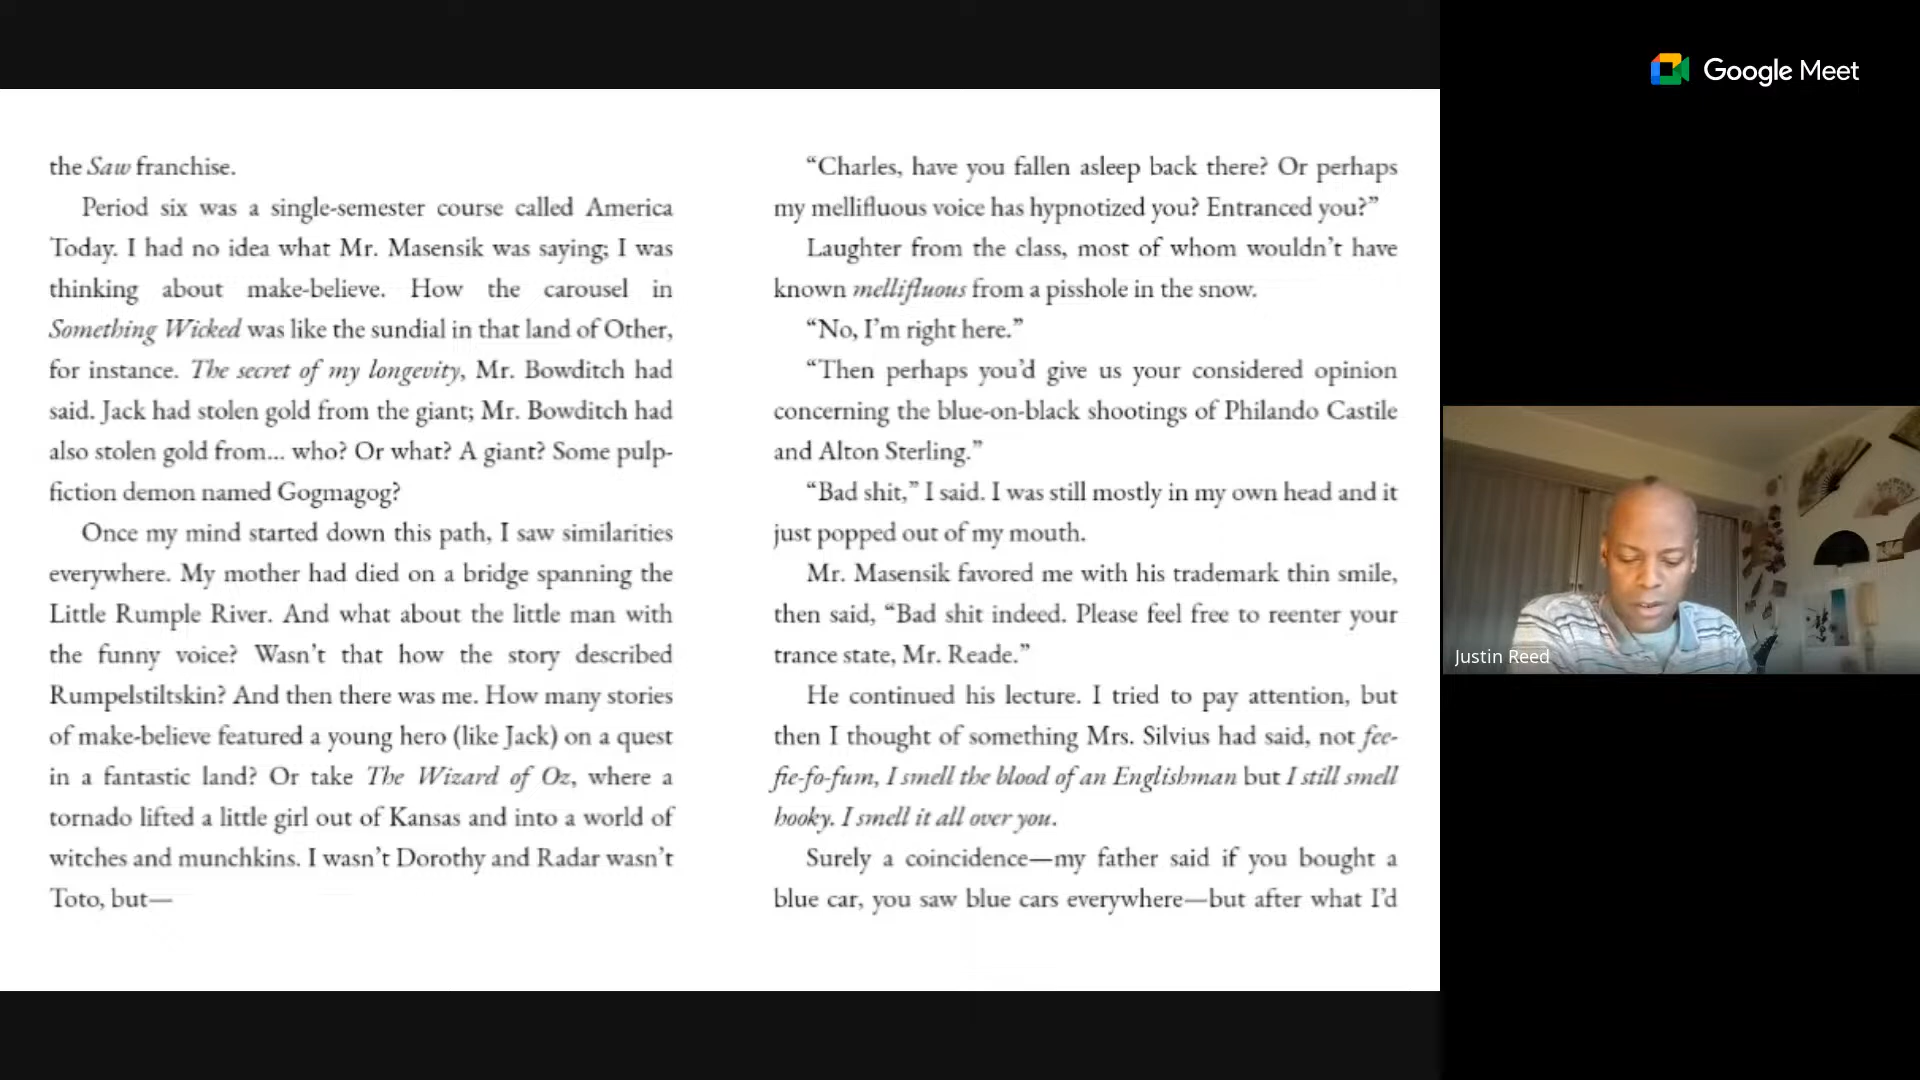 the Saw franchise.
Period six was a single-semester course called America
Today. I had no idea what Mr. Masensik was saying; I was
thinking about make-believe. How the carousel in
Something Wicked was like the sundial in that land of Other,
for instance. The secret of my longevity, Mr. Bowditch had
said. Jack had stolen gold from the giant; Mr. Bowditch had
also stolen gold from... who? Or what? A giant? Some pulp-
fiction demon named Gogmagog?
Once my mind started down this path, I saw similarities
everywhere. My mother had died on a bridge spanning the
Little Rumple River. And what about the little man with
the funny voice? Wasn’t that how the story described
Rumpelstiltskin? And then there was me. How many stories
of make-believe featured a young hero (like Jack) on a quest
in a fantastic land? Or take The Wizard of Oz, where a
tornado lifted a little girl out of Kansas and into a world of
witches and munchkins. I wasn’t Dorothy and Radar wasn’t
Toto, but—
“Charles, have you fallen asleep back there? Or perhaps
my mellifluous voice has hypnotized you? Entranced you?”
Laughter from the class, most of whom wouldn’t have
known mellifluous from a pisshole in the snow.
“No, I’m right here.”
“Then perhaps you’d give us your considered opinion
concerning the blue-on-black shootings of Philando Castile
and Alton Sterling.”
“Bad shit,” I said. I was still mostly in my own head and it
just popped out of my mouth.
Mr. Masensik favored me with his trademark thin smile,
then said, “Bad shit indeed. Please feel free to reenter your
trance state, Mr. Reade.”
He continued his lecture. I tried to pay attention, but
then I thought of something Mrs. Silvius had said, not fee-
fie-fo-fum, I smell the blood of an Englishman but I still smell
hooky. I smell it all over you.
Surely a coincidence—my father said if you bought a
blue car, you saw blue cars everywhere—but after what I’d
Google Meet
Justin Reed